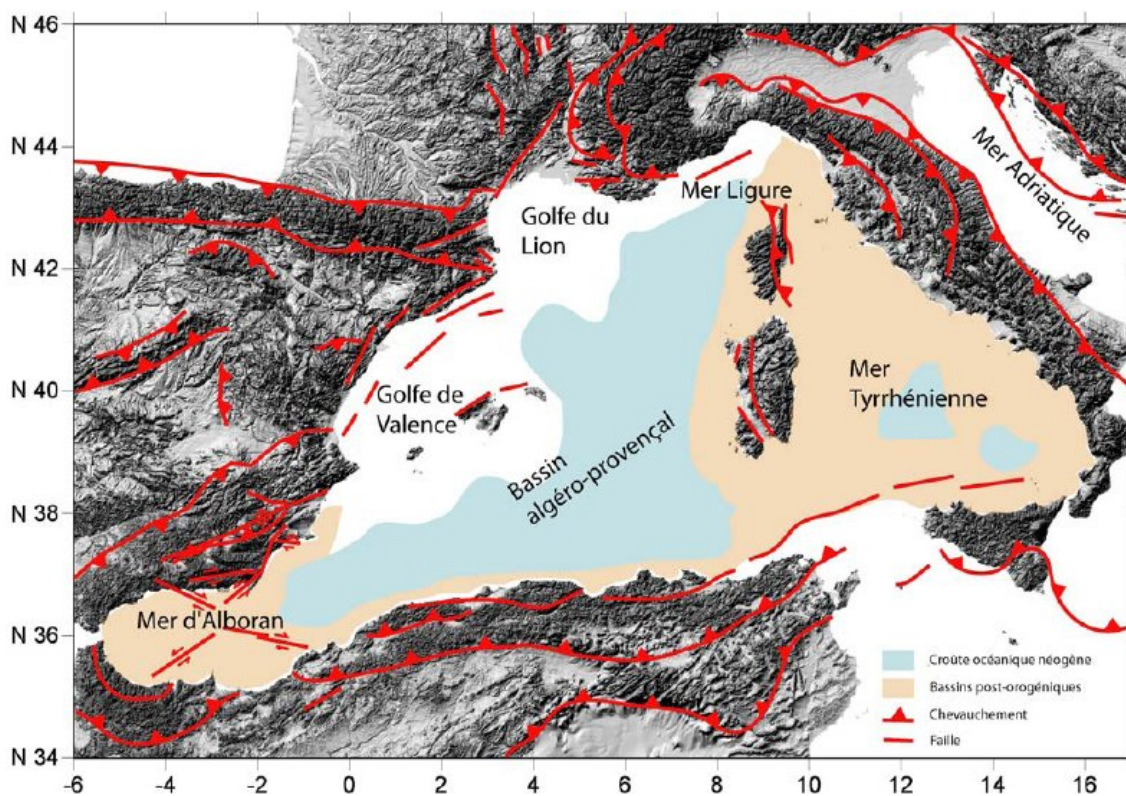 N 46
N 44
N 42
N 40
N 38
N 36
N 34
Mer Adriatique
Mer Ligure
Golfe du
Lion
Golfe de
Valence
Mer
Tyrrhénienne
Bassin
algéro-provençal
Mer d'Alboran
Croûte océanique néogène
Bassins post-orogéniques
Chevauchement
Faille
-6 -4 -2 0 2 4 6 8 10 12 14 16